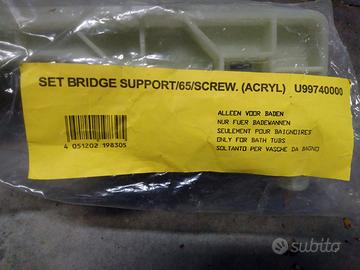 SET BRIDGE SUPPORT/65/SCREW. (ACRYL) U99740000
4 051202 198305
ALLEEN VOOR BADEN
NUR FUER BADEWANNEN
SEULEMENT POUR BAIGNOIRES
ONLY FOR BATH TUBS
SOLTANTO PER VASCHE DA BAGNO
subito